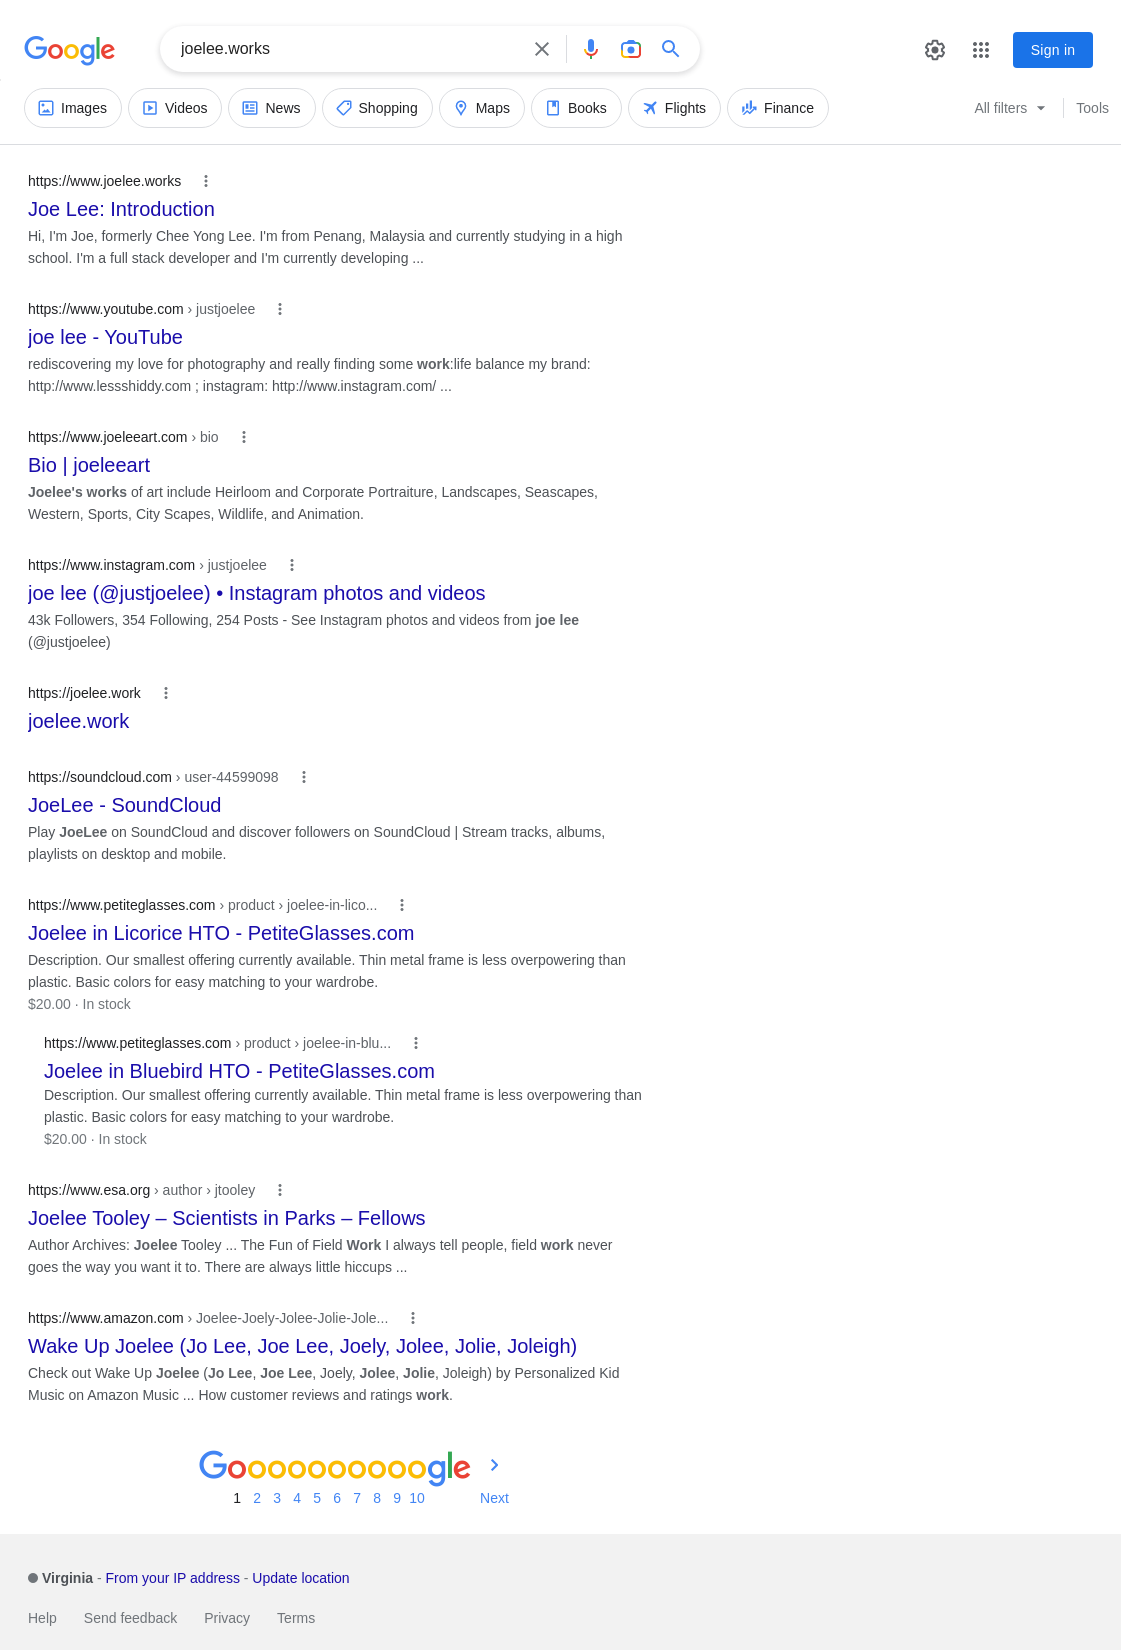 Google
joelee.works
Sign in
Images
Videos
News
Shopping
Maps
Books
Flights
Finance
All filters
Tools
https://www.joelee.works
Joe Lee: Introduction
Hi, I'm Joe, formerly Chee Yong Lee. I'm from Penang, Malaysia and currently studying in a high
school. I'm a full stack developer and I'm currently developing ...
https://www.youtube.com › justjoelee
joe lee - YouTube
rediscovering my love for photography and really finding some work:life balance my brand:
http://www.lessshiddy.com ; instagram: http://www.instagram.com/ ...
https://www.joeleeart.com › bio
Bio | joeleeart
Joelee's works of art include Heirloom and Corporate Portraiture, Landscapes, Seascapes,
Western, Sports, City Scapes, Wildlife, and Animation.
https://www.instagram.com › justjoelee
joe lee (@justjoelee) • Instagram photos and videos
43k Followers, 354 Following, 254 Posts - See Instagram photos and videos from joe lee
(@justjoelee)
https://joelee.work
joelee.work
https://soundcloud.com › user-44599098
JoeLee - SoundCloud
Play JoeLee on SoundCloud and discover followers on SoundCloud | Stream tracks, albums,
playlists on desktop and mobile.
https://www.petiteglasses.com › product › joelee-in-lico...
Joelee in Licorice HTO - PetiteGlasses.com
Description. Our smallest offering currently available. Thin metal frame is less overpowering than
plastic. Basic colors for easy matching to your wardrobe.
$20.00 · In stock
https://www.petiteglasses.com › product › joelee-in-blu...
Joelee in Bluebird HTO - PetiteGlasses.com
Description. Our smallest offering currently available. Thin metal frame is less overpowering than
plastic. Basic colors for easy matching to your wardrobe.
$20.00 · In stock
https://www.esa.org › author › jtooley
Joelee Tooley – Scientists in Parks – Fellows
Author Archives: Joelee Tooley ... The Fun of Field Work I always tell people, field work never
goes the way you want it to. There are always little hiccups ...
https://www.amazon.com › Joelee-Joely-Jolee-Jolie-Jole...
Wake Up Joelee (Jo Lee, Joe Lee, Joely, Jolee, Jolie, Joleigh)
Check out Wake Up Joelee (Jo Lee, Joe Lee, Joely, Jolee, Jolie, Joleigh) by Personalized Kid
Music on Amazon Music ... How customer reviews and ratings work.
Goooooooooogle
1 2 3 4 5 6 7 8 9 10 Next
Virginia - From your IP address - Update location
Help Send feedback Privacy Terms